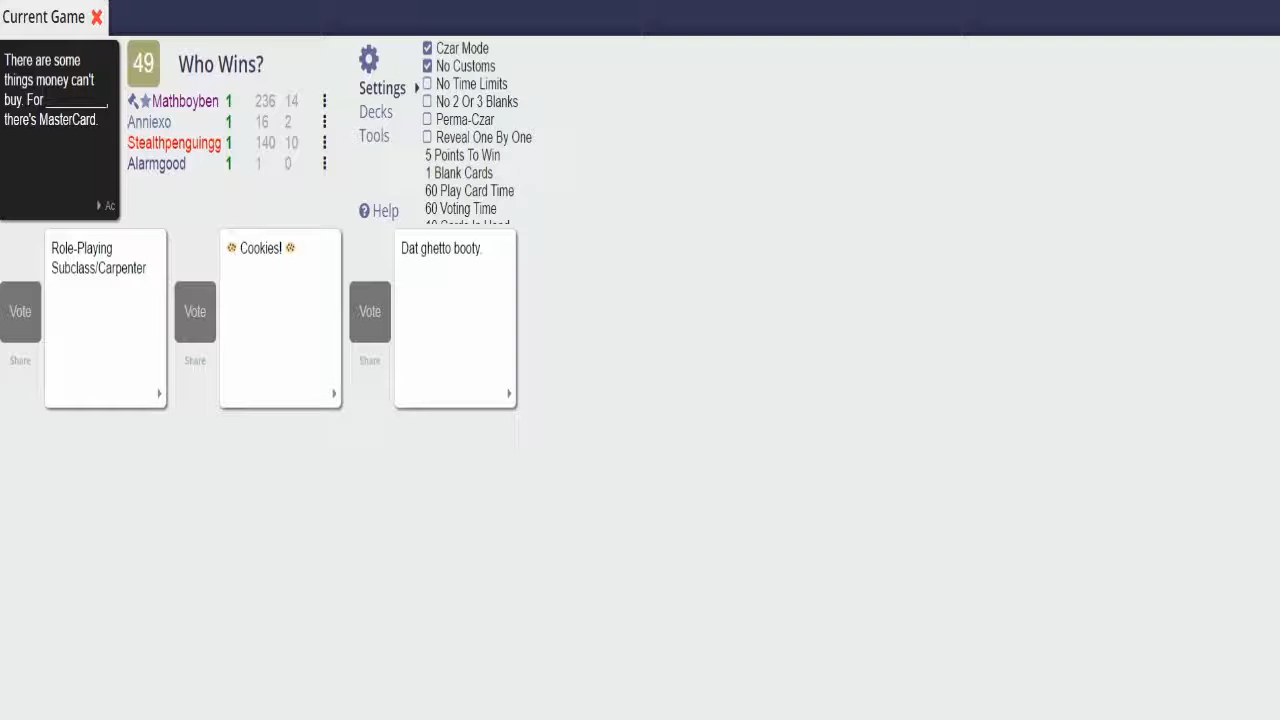 Current Game
There are some
things money can't
buy. For __________,
there's MasterCard.
Ac
49
Who Wins?
Mathboyben 1 236 14
Anniexo 1 16 2
Stealthpenguingg 1 140 10
Alarmgood 1 1 0
Settings
Decks
Tools
Help
Czar Mode
No Customs
No Time Limits
No 2 Or 3 Blanks
Perma-Czar
Reveal One By One
5 Points To Win
1 Blank Cards
60 Play Card Time
60 Voting Time
Vote
Share
Role-Playing
Subclass/Carpenter
Vote
Share
Cookies!
Vote
Share
Dat ghetto booty.